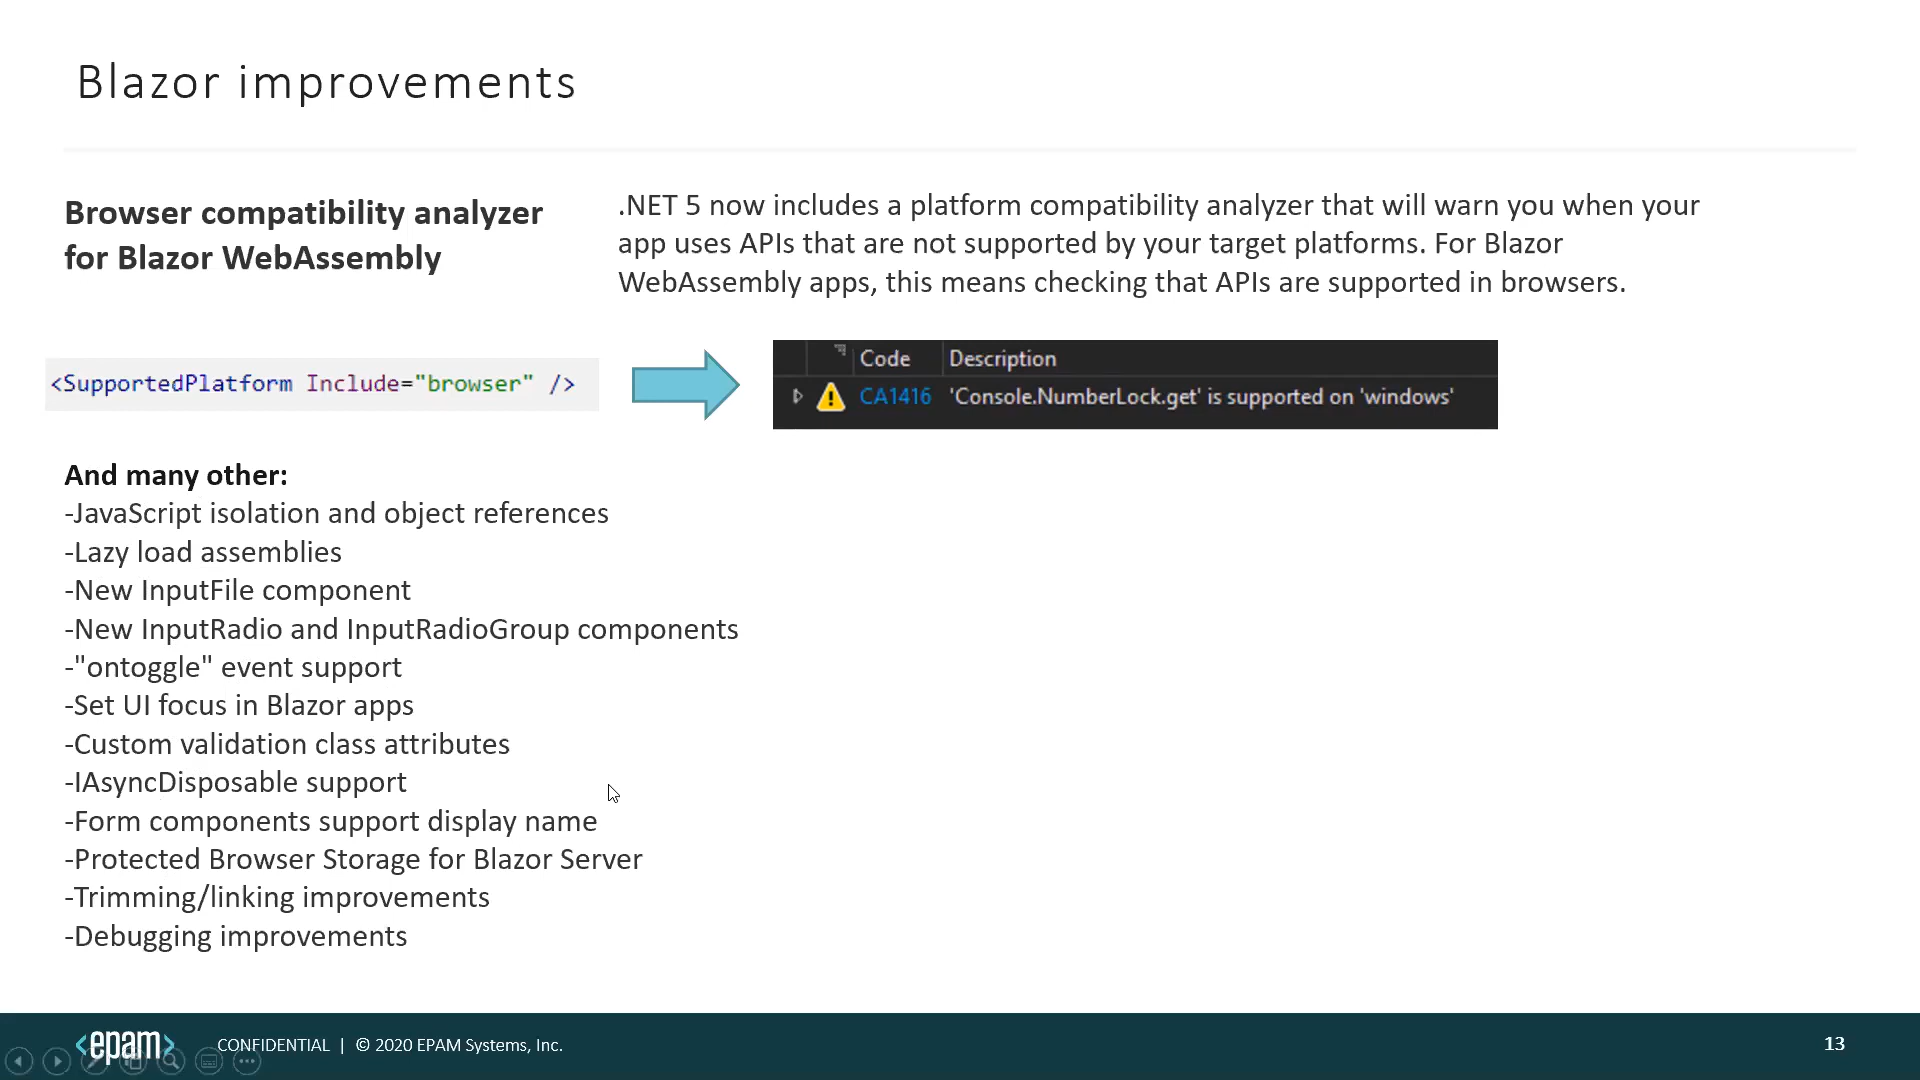 Blazor improvements
Browser compatibility analyzer
for Blazor WebAssembly
.NET 5 now includes a platform compatibility analyzer that will warn you when your
app uses APIs that are not supported by your target platforms. For Blazor
WebAssembly apps, this means checking that APIs are supported in browsers.
<SupportedPlatform Include="browser" />
Code Description
CA1416 'Console.NumberLock.get' is supported on 'windows'
And many other:
-JavaScript isolation and object references
-Lazy load assemblies
-New InputFile component
-New InputRadio and InputRadioGroup components
-"ontoggle" event support
-Set UI focus in Blazor apps
-Custom validation class attributes
-IAsyncDisposable support
-Form components support display name
-Protected Browser Storage for Blazor Server
-Trimming/linking improvements
-Debugging improvements
<epam> CONFIDENTIAL | © 2020 EPAM Systems, Inc. 13